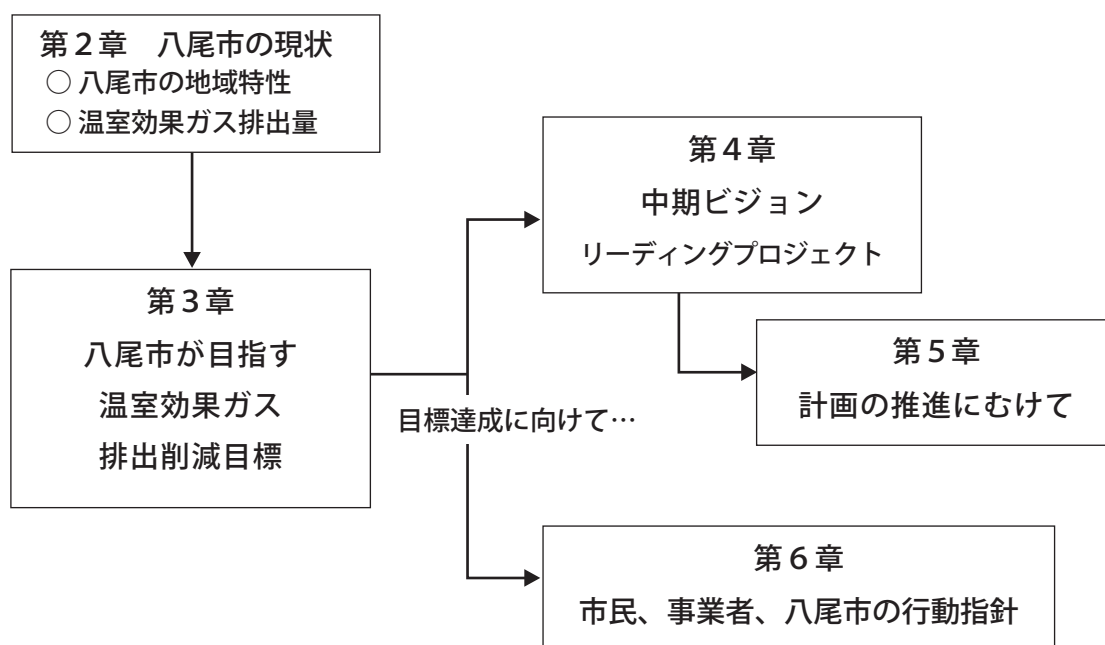 第２章　八尾市の現状
○ 八尾市の地域特性
○ 温室効果ガス排出量
第３章
八尾市が目指す
温室効果ガス
排出削減目標
目標達成に向けて…
第４章
中期ビジョン
リーディングプロジェクト
第５章
計画の推進にむけて
第６章
市民、事業者、八尾市の行動指針